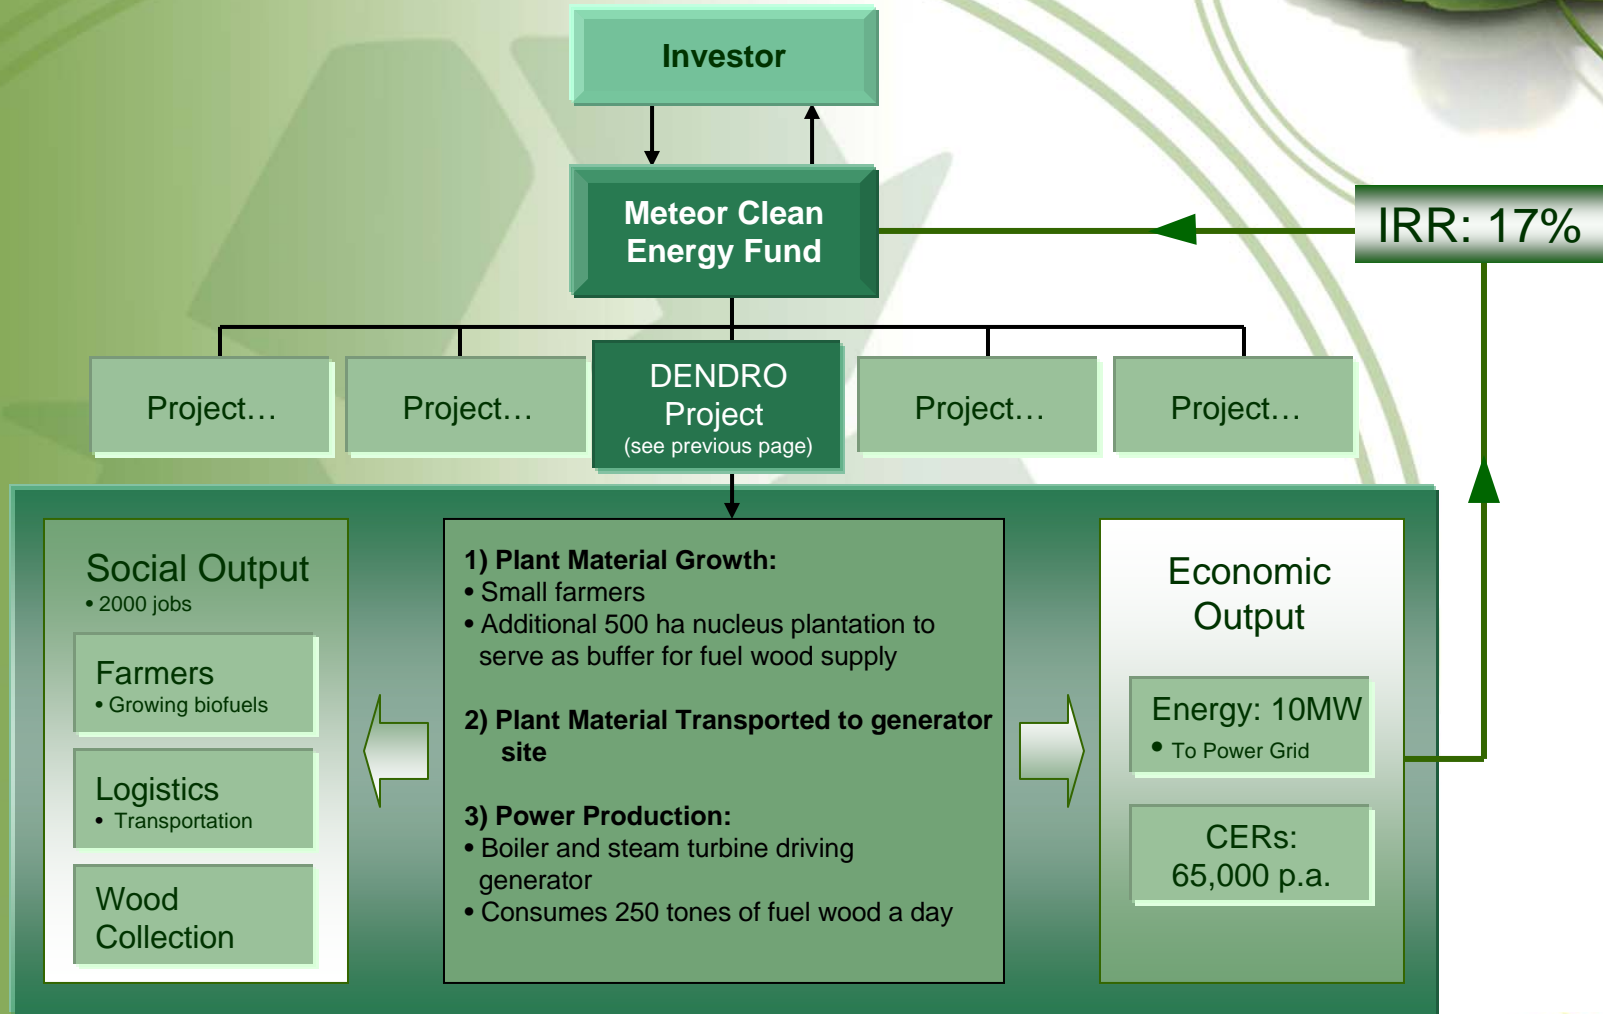 Investor
Meteor Clean
Energy Fund
IRR: 17%
Project…
Project…
DENDRO
Project
(see previous page)
Project…
Project…
Social Output
• 2000 jobs
Farmers
• Growing biofuels
Logistics
• Transportation
Wood
Collection
1) Plant Material Growth:
• Small farmers
• Additional 500 ha nucleus plantation to
serve as buffer for fuel wood supply
2) Plant Material Transported to generator
site
3) Power Production:
• Boiler and steam turbine driving
generator
• Consumes 250 tones of fuel wood a day
Economic
Output
Energy: 10MW
• To Power Grid
CERs:
65,000 p.a.